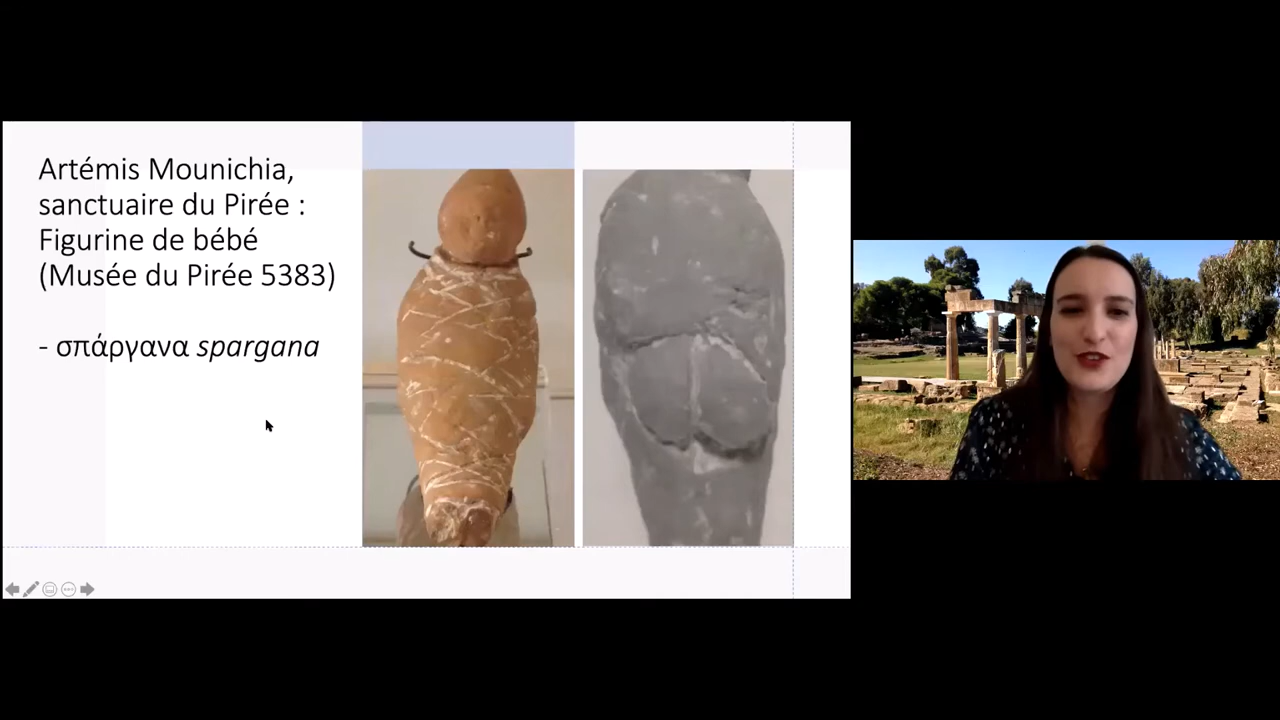 Artémis Mounichia,
sanctuaire du Pirée :
Figurine de bébé
(Musée du Pirée 5383)
- σπάργανα spargana